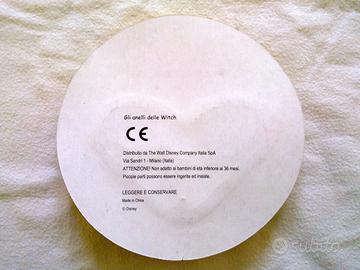 Gli anelli delle Witch
CE
Distribuito da The Walt Disney Company Italia SpA
Via Sandri 1 - Milano (Italia)
ATTENZIONE! Non adatto ai bambini di età inferiore ai 36 mesi.
Piccole parti possono essere ingerite ed inalate.
LEGGERE E CONSERVARE
Made in China
© Disney
subito